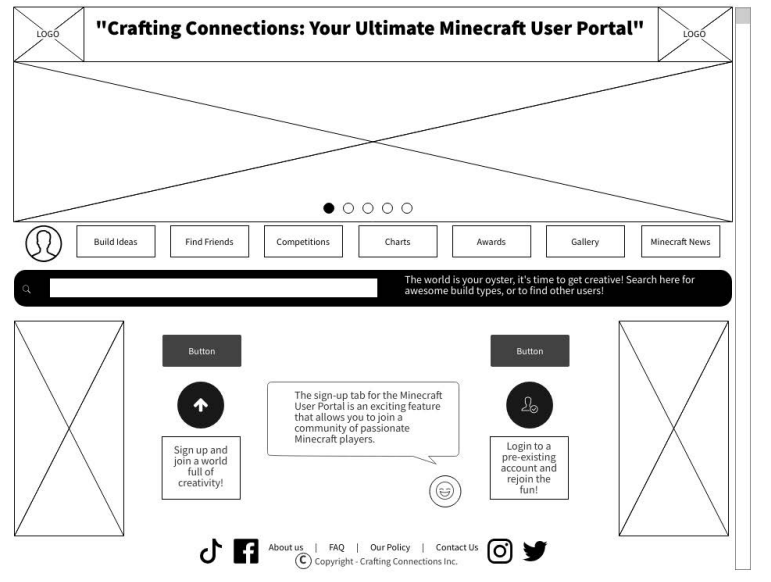 LOGO
"Crafting Connections: Your Ultimate Minecraft User Portal"
LOGO
Build Ideas
Find Friends
Competitions
Charts
Awards
Gallery
Minecraft News
The world is your oyster, it's time to get creative! Search here for
awesome build types, or to find other users!
Button
Button
The sign-up tab for the Minecraft
User Portal is an exciting feature
that allows you to join a
community of passionate
Minecraft players.
Sign up and
join a world
full of
creativity!
Login to a
pre-existing
account and
rejoin the
fun!
About us | FAQ | Our Policy | Contact Us
© Copyright - Crafting Connections Inc.